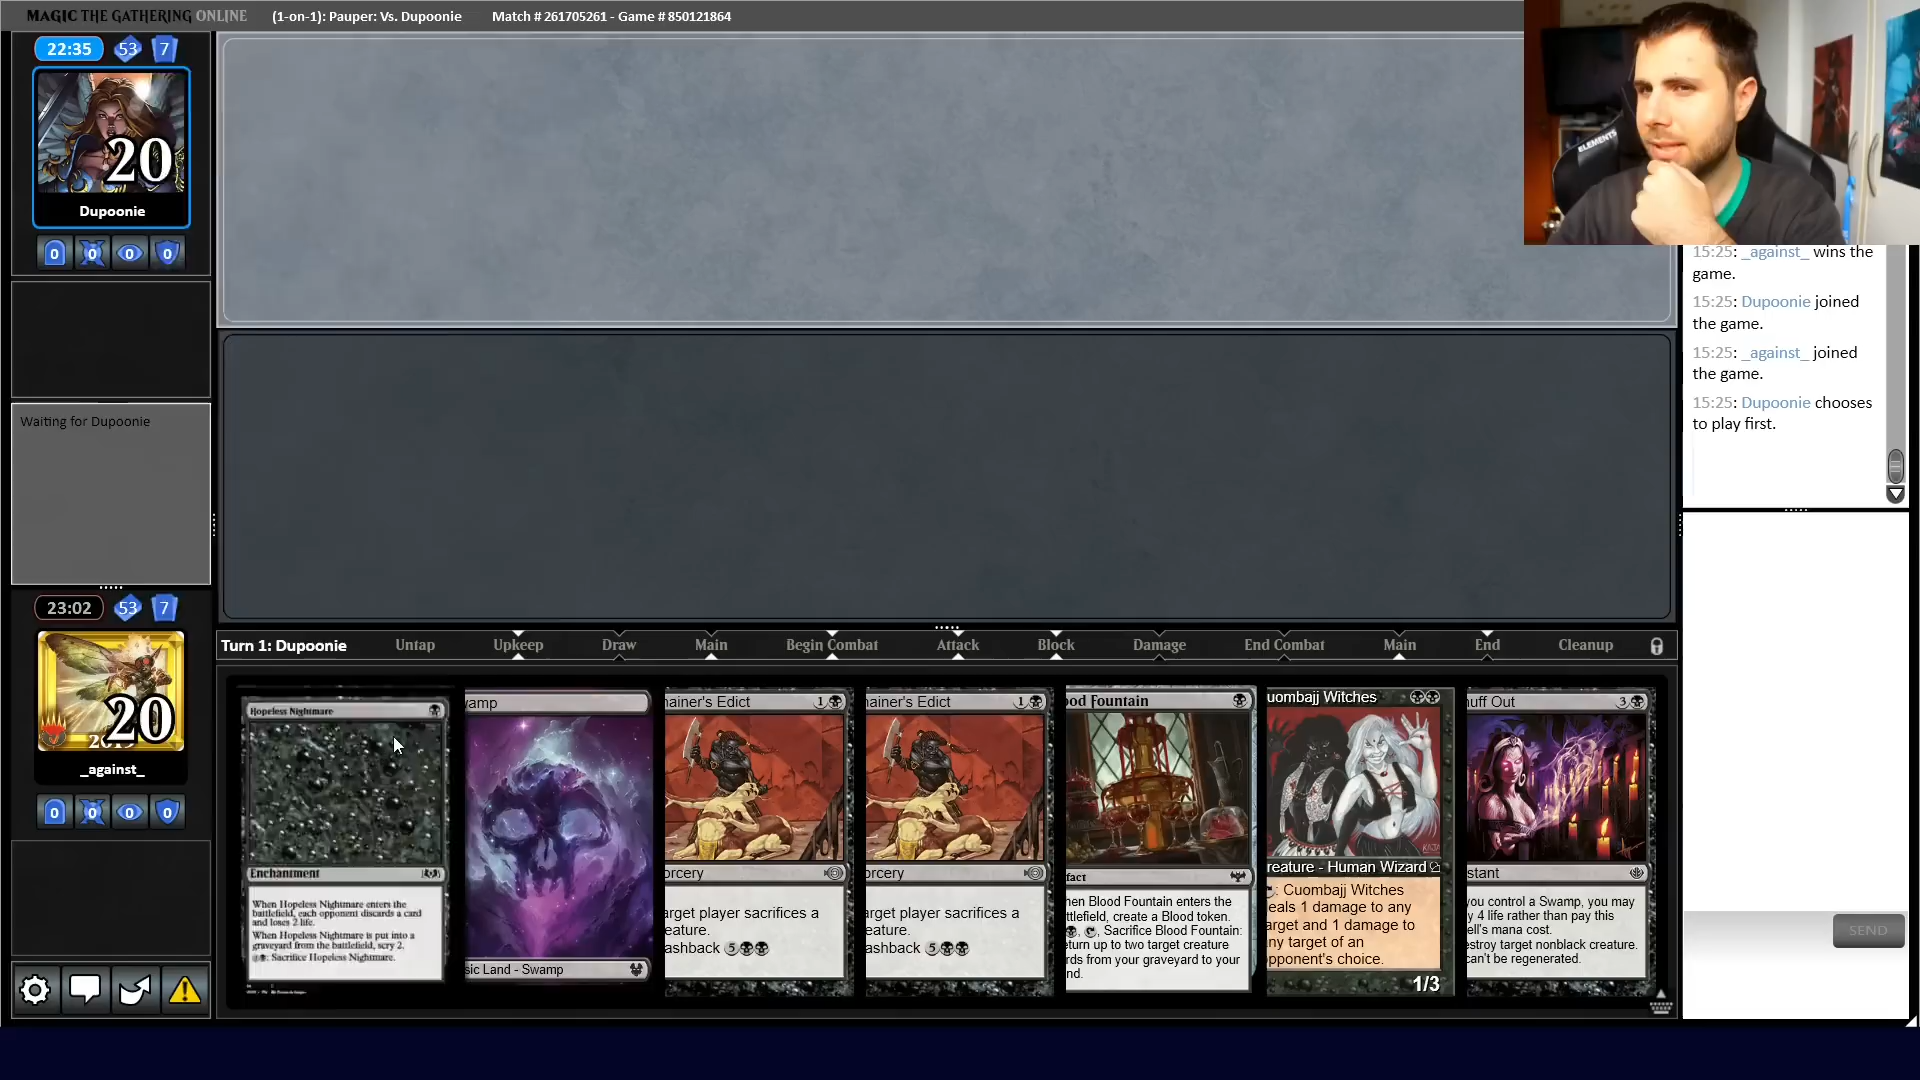 MAGIC THE GATHERING ONLINE
(1-on-1): Pauper: Vs. Dupoonie
Match # 261705261 - Game # 850121864
22:35
53
7
20
Dupoonie
0
0
0
0
Waiting for Dupoonie
23:02
53
7
20
_against_
0
0
0
0
ELEMENTS
15:25: _against_ wins the
game.
15:25: Dupoonie joined
the game.
15:25: _against_ joined
the game.
15:25: Dupoonie chooses
to play first.
SEND
Turn 1: Dupoonie
Untap
Upkeep
Draw
Main
Begin Combat
Attack
Block
Damage
End Combat
Main
End
Cleanup
Hopeless Nightmare
Enchantment
When Hopeless Nightmare enters the
battlefield, each opponent discards a card
and loses 2 life.
When Hopeless Nightmare is put into a
graveyard from the battlefield, scry 2.
: Sacrifice Hopeless Nightmare.
wamp
sic Land - Swamp
nainer's Edict 1
orcery
arget player sacrifices a
eature.
ashback 5
nainer's Edict 1
orcery
arget player sacrifices a
eature.
ashback 5
od Fountain
fact
hen Blood Fountain enters the
ttlefield, create a Blood token.
, Sacrifice Blood Fountain:
eturn up to two target creature
rds from your graveyard to your
nd.
uombajj Witches
reature - Human Wizard
: Cuombajj Witches
eals 1 damage to any
arget and 1 damage to
ny target of an
pponent's choice.
1/3
nuff Out 3
stant
you control a Swamp, you may
y 4 life rather than pay this
ell's mana cost.
estroy target nonblack creature.
can't be regenerated.